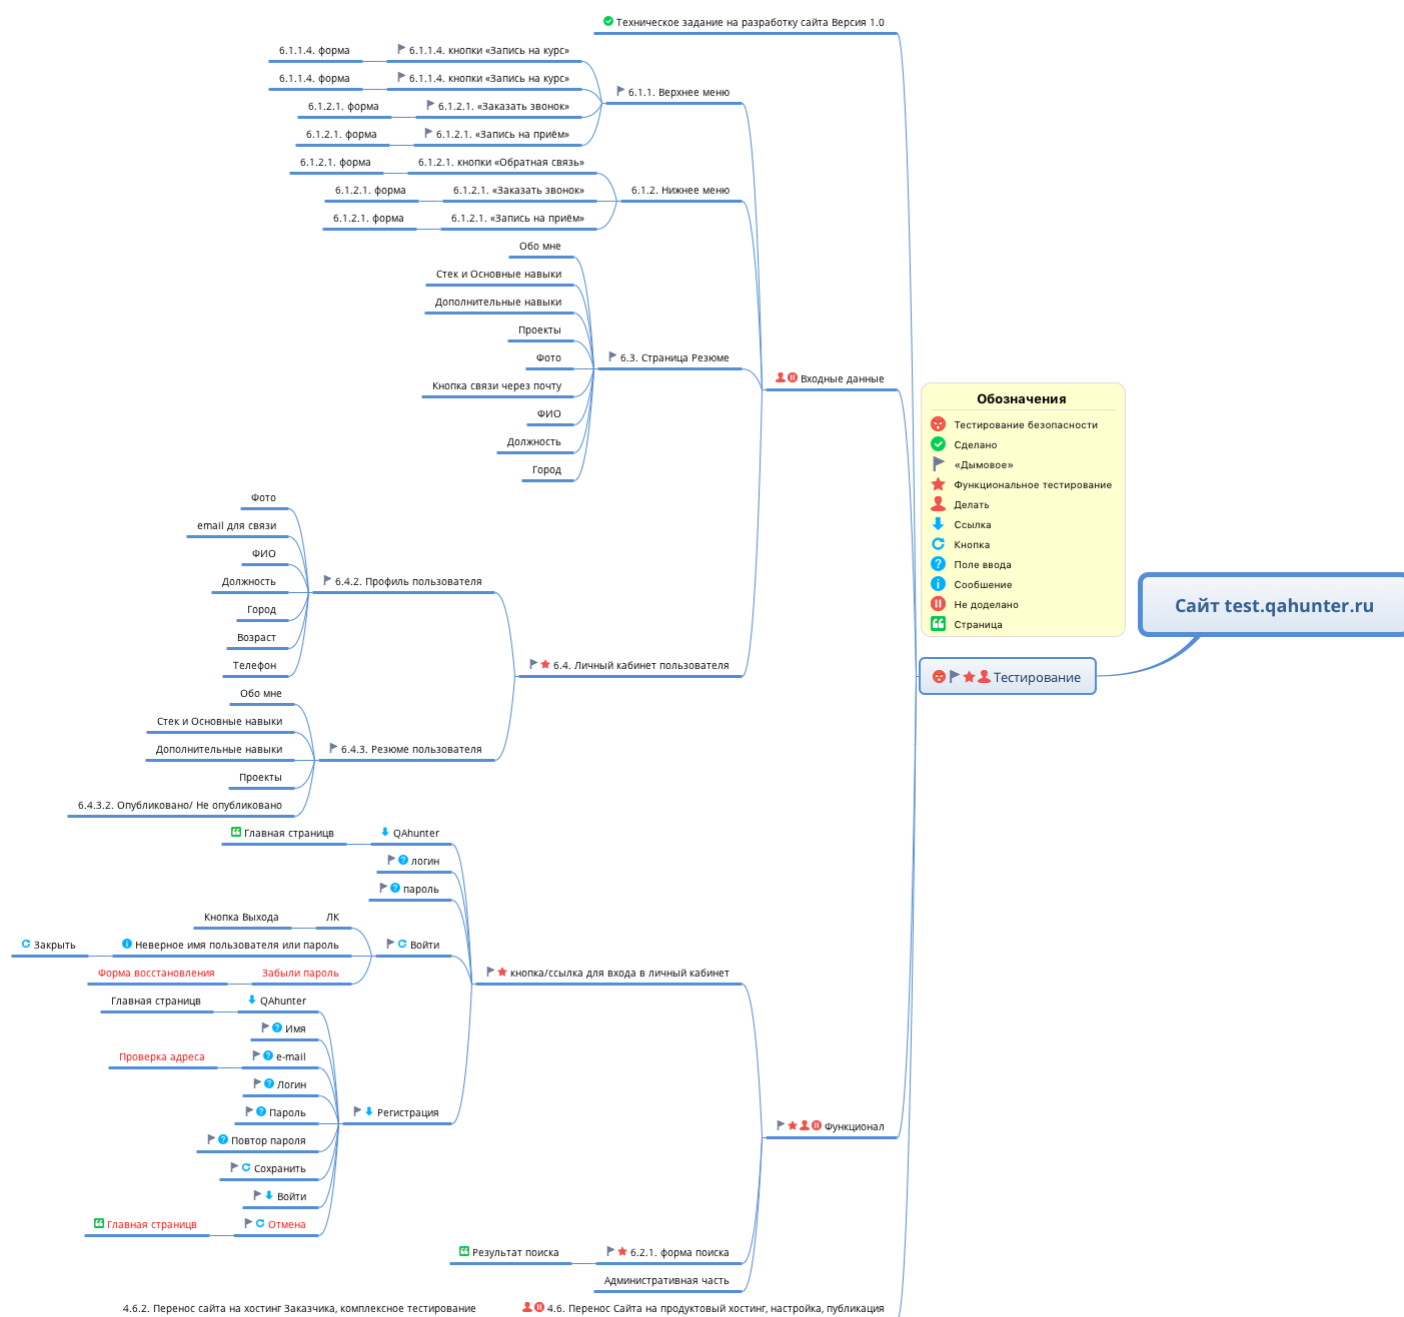 Техническое задание на разработку сайта Версия 1.0
6.1.1.4. форма
6.1.1.4. кнопки «Запись на курс»
6.1.1.4. форма
6.1.1.4. кнопки «Запись на курс»
6.1.1. Верхнее меню
6.1.2.1. форма
6.1.2.1. «Заказать звонок»
6.1.2.1. форма
6.1.2.1. «Запись на приём»
6.1.2.1. форма
6.1.2.1. кнопки «Обратная связь»
6.1.2.1. форма
6.1.2.1. «Заказать звонок»
6.1.2. Нижнее меню
6.1.2.1. форма
6.1.2.1. «Запись на приём»
Обо мне
Стек и Основные навыки
Дополнительные навыки
Проекты
Фото
6.3. Страница Резюме
Кнопка связи через почту
ФИО
Должность
Город
Входные данные
Фото
email для связи
ФИО
Должность
6.4.2. Профиль пользователя
Город
Возраст
Телефон
6.4. Личный кабинет пользователя
Обо мне
Стек и Основные навыки
Дополнительные навыки
6.4.3. Резюме пользователя
Проекты
6.4.3.2. Опубликовано/ Не опубликовано
Обозначения
Тестирование безопасности
Сделано
«Дымовое»
Функциональное тестирование
Делать
Ссылка
Кнопка
Поле ввода
Сообшение
Не доделано
Страница
Сайт test.qahunter.ru
Тестирование
Главная страницв
QAhunter
логин
пароль
Кнопка Выхода
ЛК
Закрыть
Неверное имя пользователя или пароль
Войти
Форма восстановления
Забыли пароль
кнопка/ссылка для входа в личный кабинет
Главная страницв
QAhunter
Имя
Проверка адреса
e-mail
Логин
Пароль
Регистрация
Повтор пароля
Сохранить
Войти
Главная страницв
Отмена
Функционал
Результат поиска
6.2.1. форма поиска
Административная часть
4.6.2. Перенос сайта на хостинг Заказчика, комплексное тестирование
4.6. Перенос Сайта на продуктовый хостинг, настройка, публикация